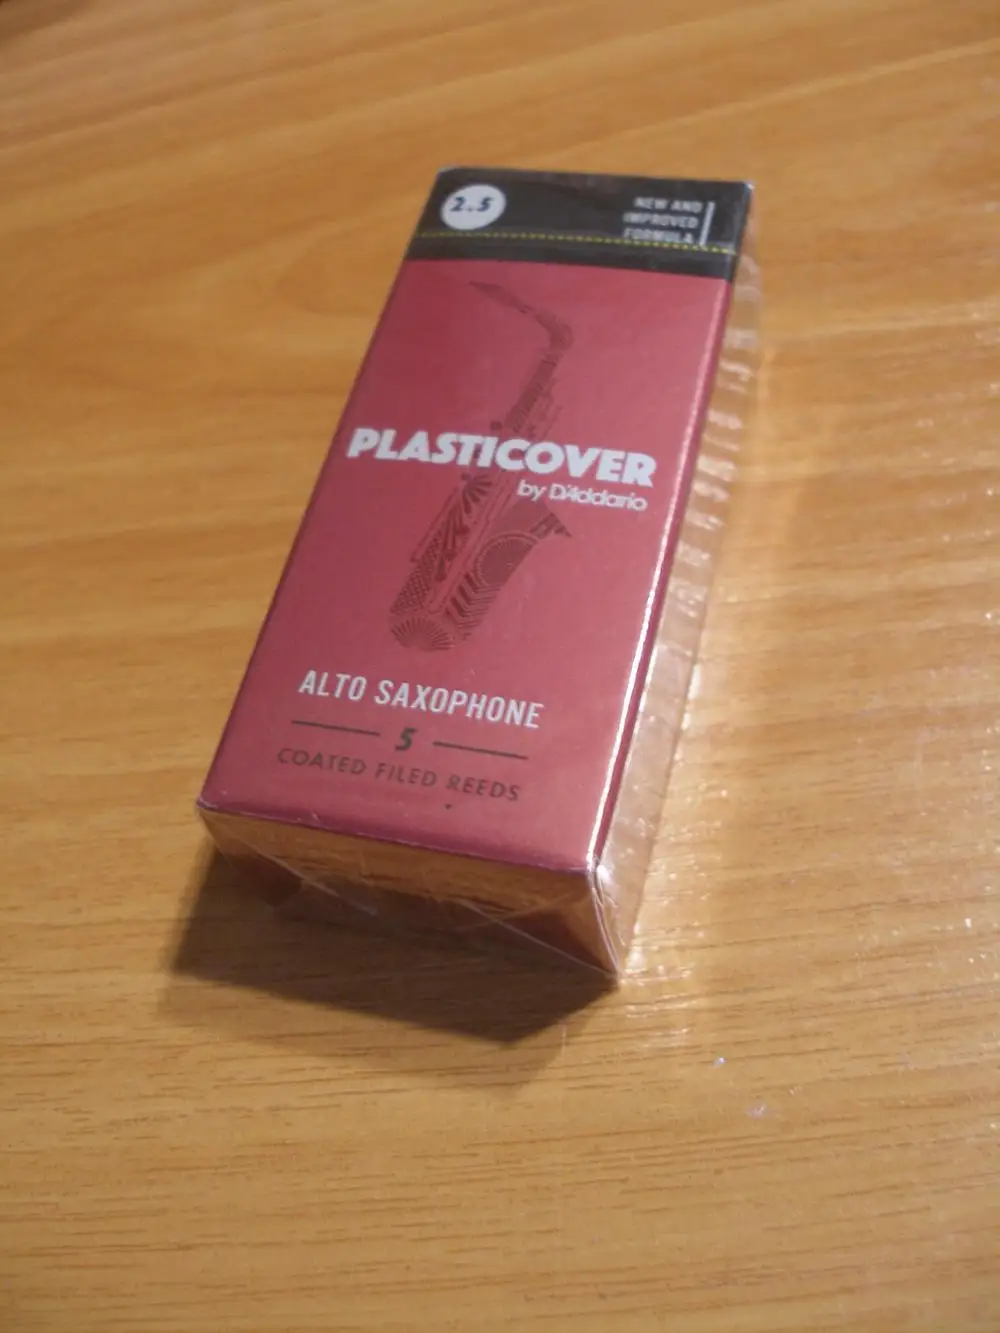 2.5
NEW AND
IMPROVED
FORMULA
PLASTICOVER
by D'Addario
ALTO SAXOPHONE
5
COATED FILED REEDS